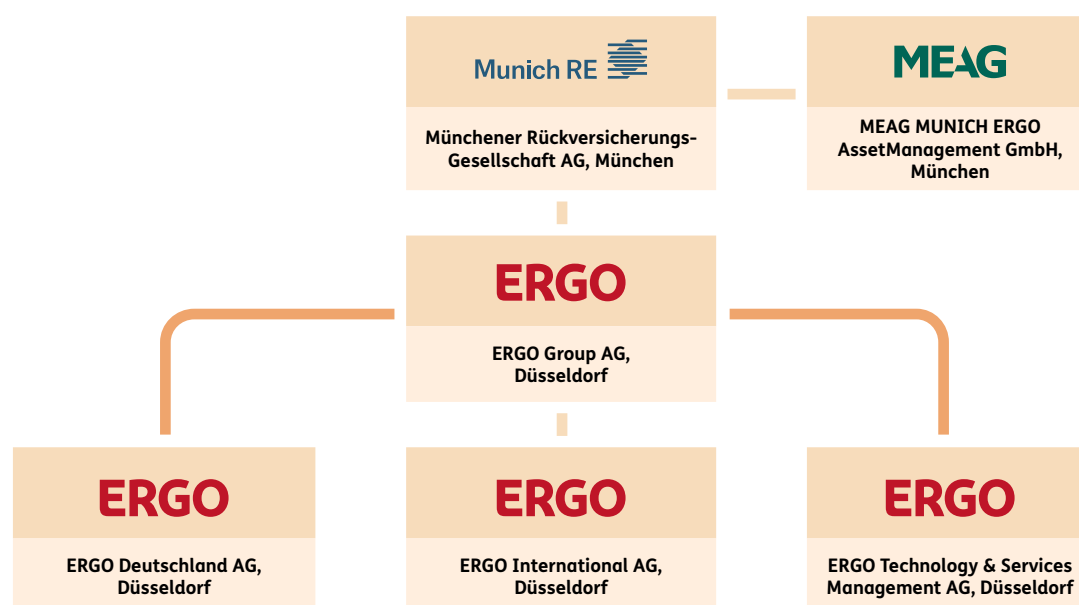 Munich RE
Münchener Rückversicherungs-
Gesellschaft AG, München
MEAG
MEAG MUNICH ERGO
AssetManagement GmbH,
München
ERGO
ERGO Group AG,
Düsseldorf
ERGO
ERGO Deutschland AG,
Düsseldorf
ERGO
ERGO International AG,
Düsseldorf
ERGO
ERGO Technology & Services
Management AG, Düsseldorf